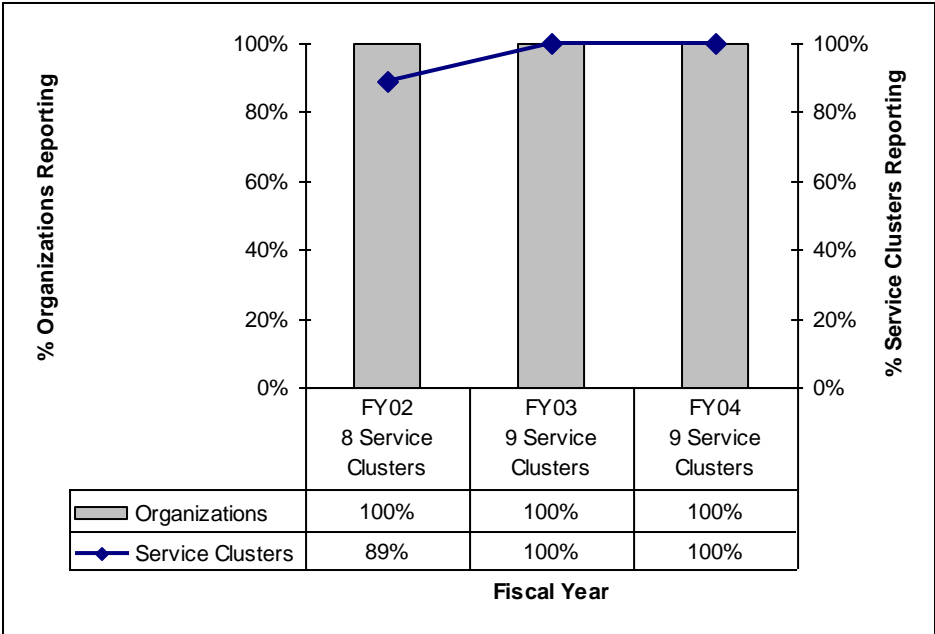 % Organizations Reporting
100%
80%
60%
40%
20%
0%
100%
80%
60%
40%
20%
0%
% Service Clusters Reporting
FY02
8 Service
Clusters
FY03
9 Service
Clusters
FY04
9 Service
Clusters
Organizations 100% 100% 100%
Service Clusters 89% 100% 100%
Fiscal Year